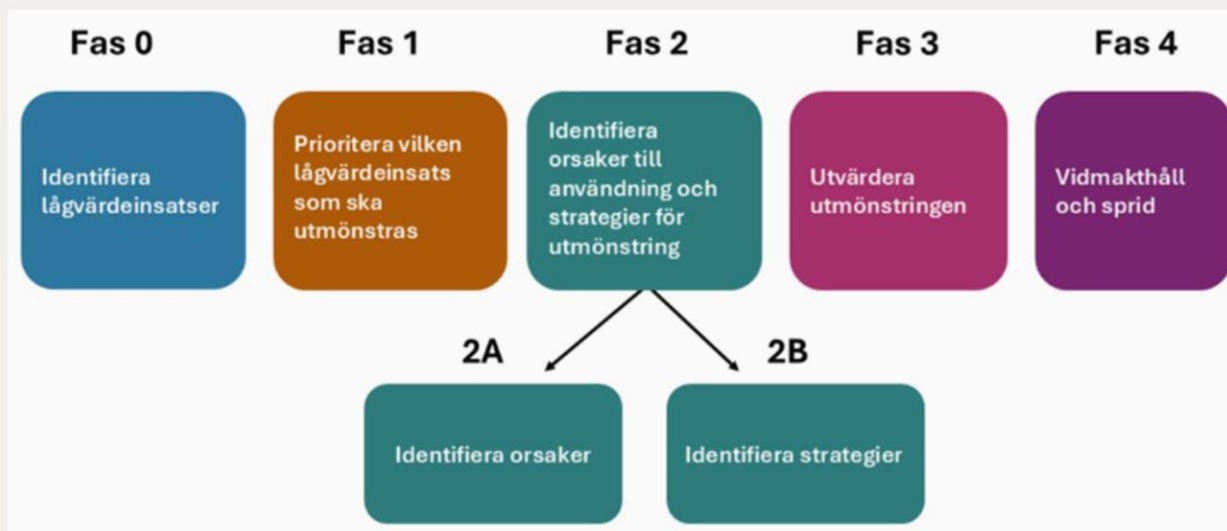 Fas 0
Fas 1
Fas 2
Fas 3
Fas 4
Identifiera
lågvärdeinsatser
Prioritera vilken
lågvärdeinsats
som ska
utmönstras
Identifiera
orsaker till
användning och
strategier för
utmönstring
Utvärdera
utmönstringen
Vidmakthåll
och sprid
2A
2B
Identifiera orsaker
Identifiera strategier